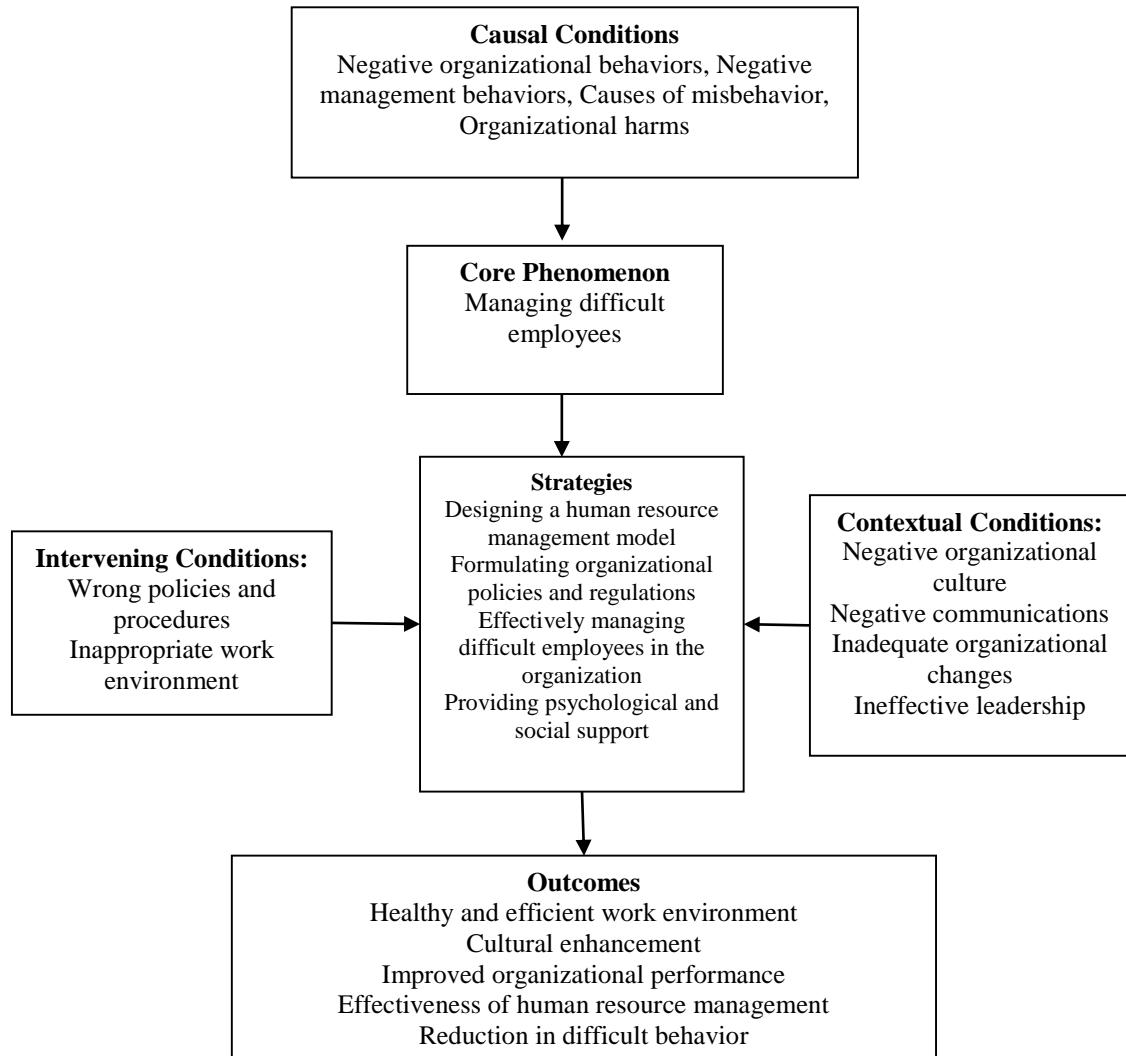 Causal Conditions
Negative organizational behaviors, Negative
management behaviors, Causes of misbehavior,
Organizational harms
Core Phenomenon
Managing difficult
employees
Strategies
Designing a human resource
management model
Formulating organizational
policies and regulations
Effectively managing
difficult employees in the
organization
Providing psychological and
social support
Intervening Conditions:
Wrong policies and
procedures
Inappropriate work
environment
Contextual Conditions:
Negative organizational
culture
Negative communications
Inadequate organizational
changes
Ineffective leadership
Outcomes
Healthy and efficient work environment
Cultural enhancement
Improved organizational performance
Effectiveness of human resource management
Reduction in difficult behavior